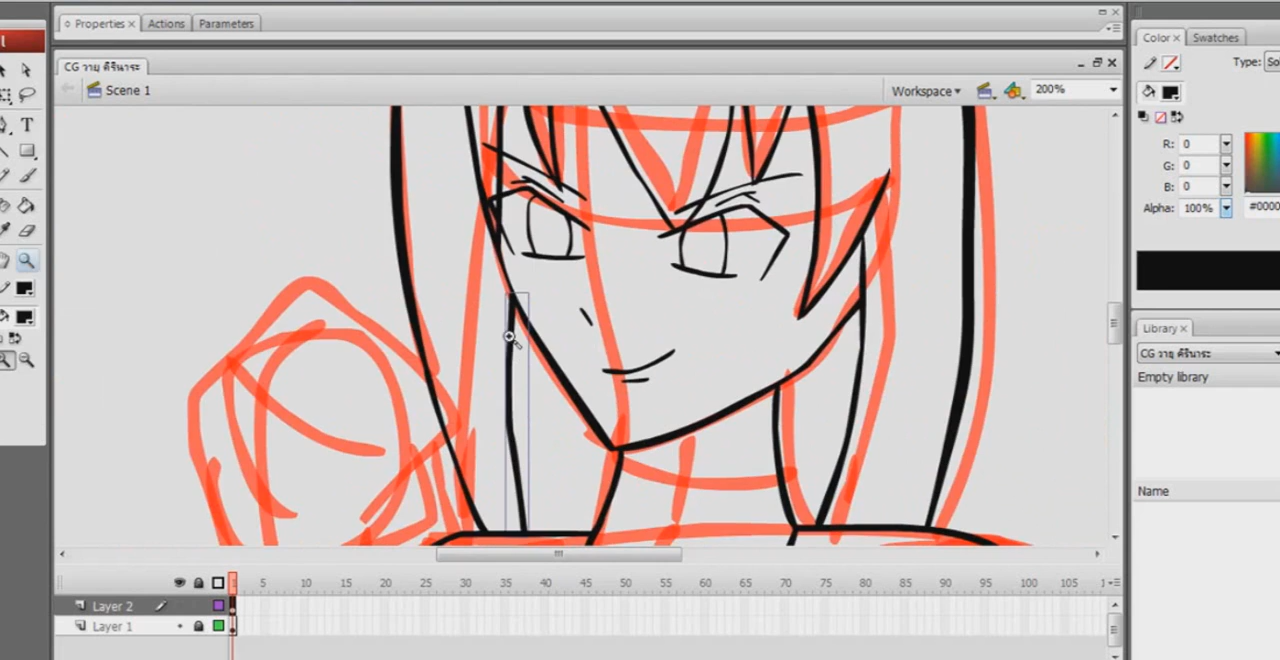 Properties × Actions Parameters
CG วายุ คีรีนาระ
Scene 1 Workspace 200%
Color × Swatches
Type: So
R: 0
G: 0
B: 0
Alpha: 100% #0000
Library ×
CG วายุ คีรีนาระ
Empty library
Name
T
1 5 10 15 20 25 30 35 40 45 50 55 60 65 70 75 80 85 90 95 100 105 1
Layer 2
Layer 1